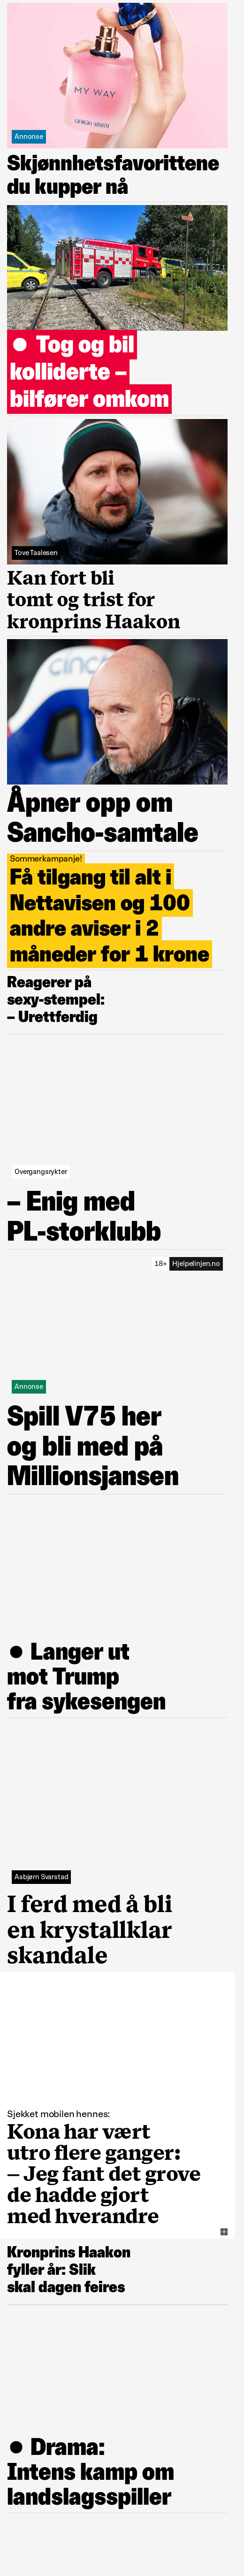 MY WAY
GIORGIO ARMANI
Annonse
Skjønnhetsfavorittene
du kupper nå
● Tog og bil
kolliderte –
bilfører omkom
Tove Taalesen
Kan fort bli
tomt og trist for
kronprins Haakon
Åpner opp om
Sancho-samtale
Sommerkampanje!
Få tilgang til alt i
Nettavisen og 100
andre aviser i 2
måneder for 1 krone
Reagerer på
sexy-stempel:
– Urettferdig
Overgangsrykter
– Enig med
PL-storklubb
18+ Hjelpelinjen.no
Annonse
Spill V75 her
og bli med på
Millionsjansen
● Langer ut
mot Trump
fra sykesengen
Asbjørn Svarstad
I ferd med å bli
en krystallklar
skandale
Sjekket mobilen hennes:
Kona har vært
utro flere ganger:
– Jeg fant det grove
de hadde gjort
med hverandre
Kronprins Haakon
fyller år: Slik
skal dagen feires
● Drama:
Intens kamp om
landslagsspiller